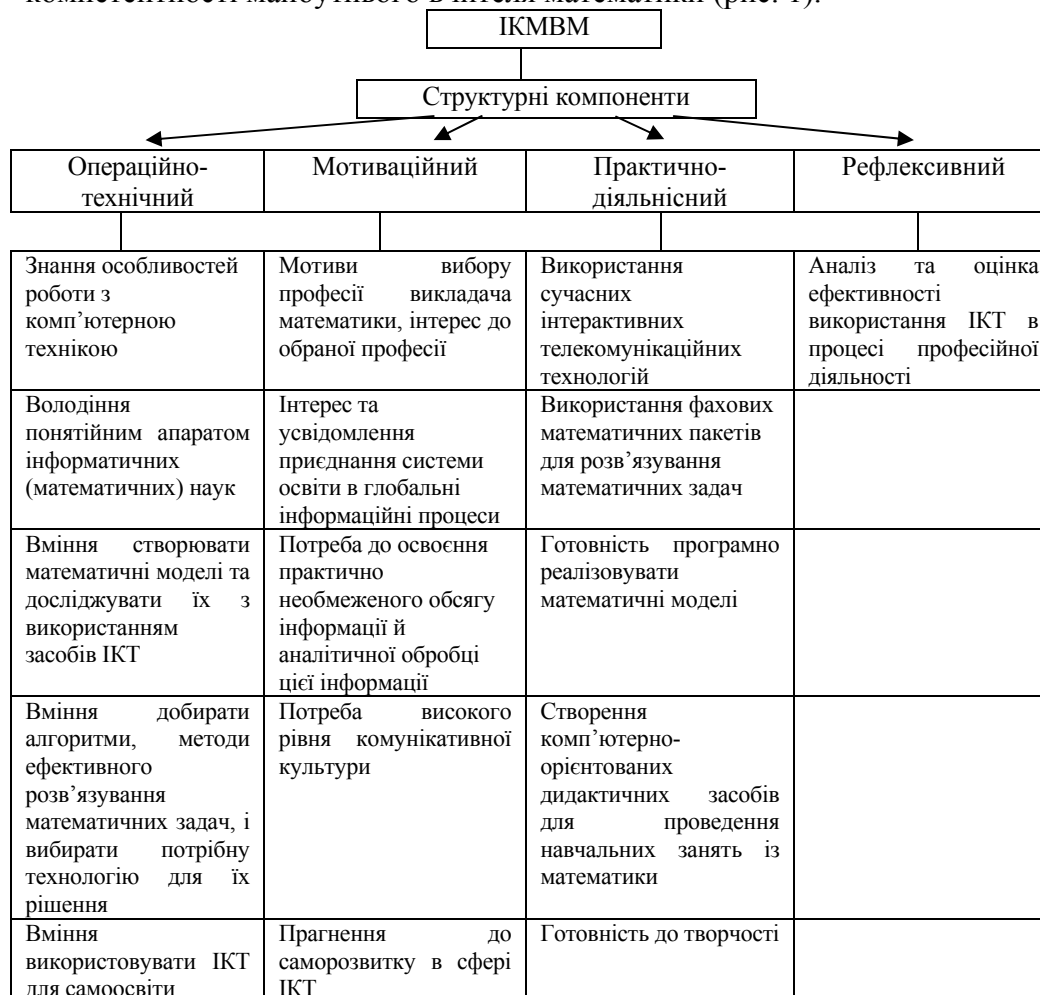 компетентності майбутнього вчителя математики (рис. 1).
ІКМВМ
Структурні компоненти
Операційно-
технічний
Мотиваційний
Практично-
діяльнісний
Рефлексивний
Знання особливостей
роботи з
комп’ютерною
технікою
Мотиви вибору
професії викладача
математики, інтерес до
обраної професії
Використання
сучасних
інтерактивних
телекомунікаційних
технологій
Аналіз та оцінка
ефективності
використання ІКТ в
процесі професійної
діяльності
Володіння
понятійним апаратом
інформатичних
(математичних) наук
Інтерес та
усвідомлення
приєднання системи
освіти в глобальні
інформаційні процеси
Використання фахових
математичних пакетів
для розв’язування
математичних задач
Вміння створювати
математичні моделі та
досліджувати їх з
використанням
засобів ІКТ
Потреба до освоєння
практично
необмеженого обсягу
інформації й
аналітичної обробці
цієї інформації
Готовність програмно
реалізовувати
математичні моделі
Вміння добирати
алгоритми, методи
ефективного
розв’язування
математичних задач, і
вибирати потрібну
технологію для їх
рішення
Потреба високого
рівня комунікативної
культури
Створення
комп’ютерно-
орієнтованих
дидактичних засобів
для проведення
навчальних занять із
математики
Вміння
використовувати ІКТ
для самоосвіти
Прагнення до
саморозвитку в сфері
ІКТ
Готовність до творчості